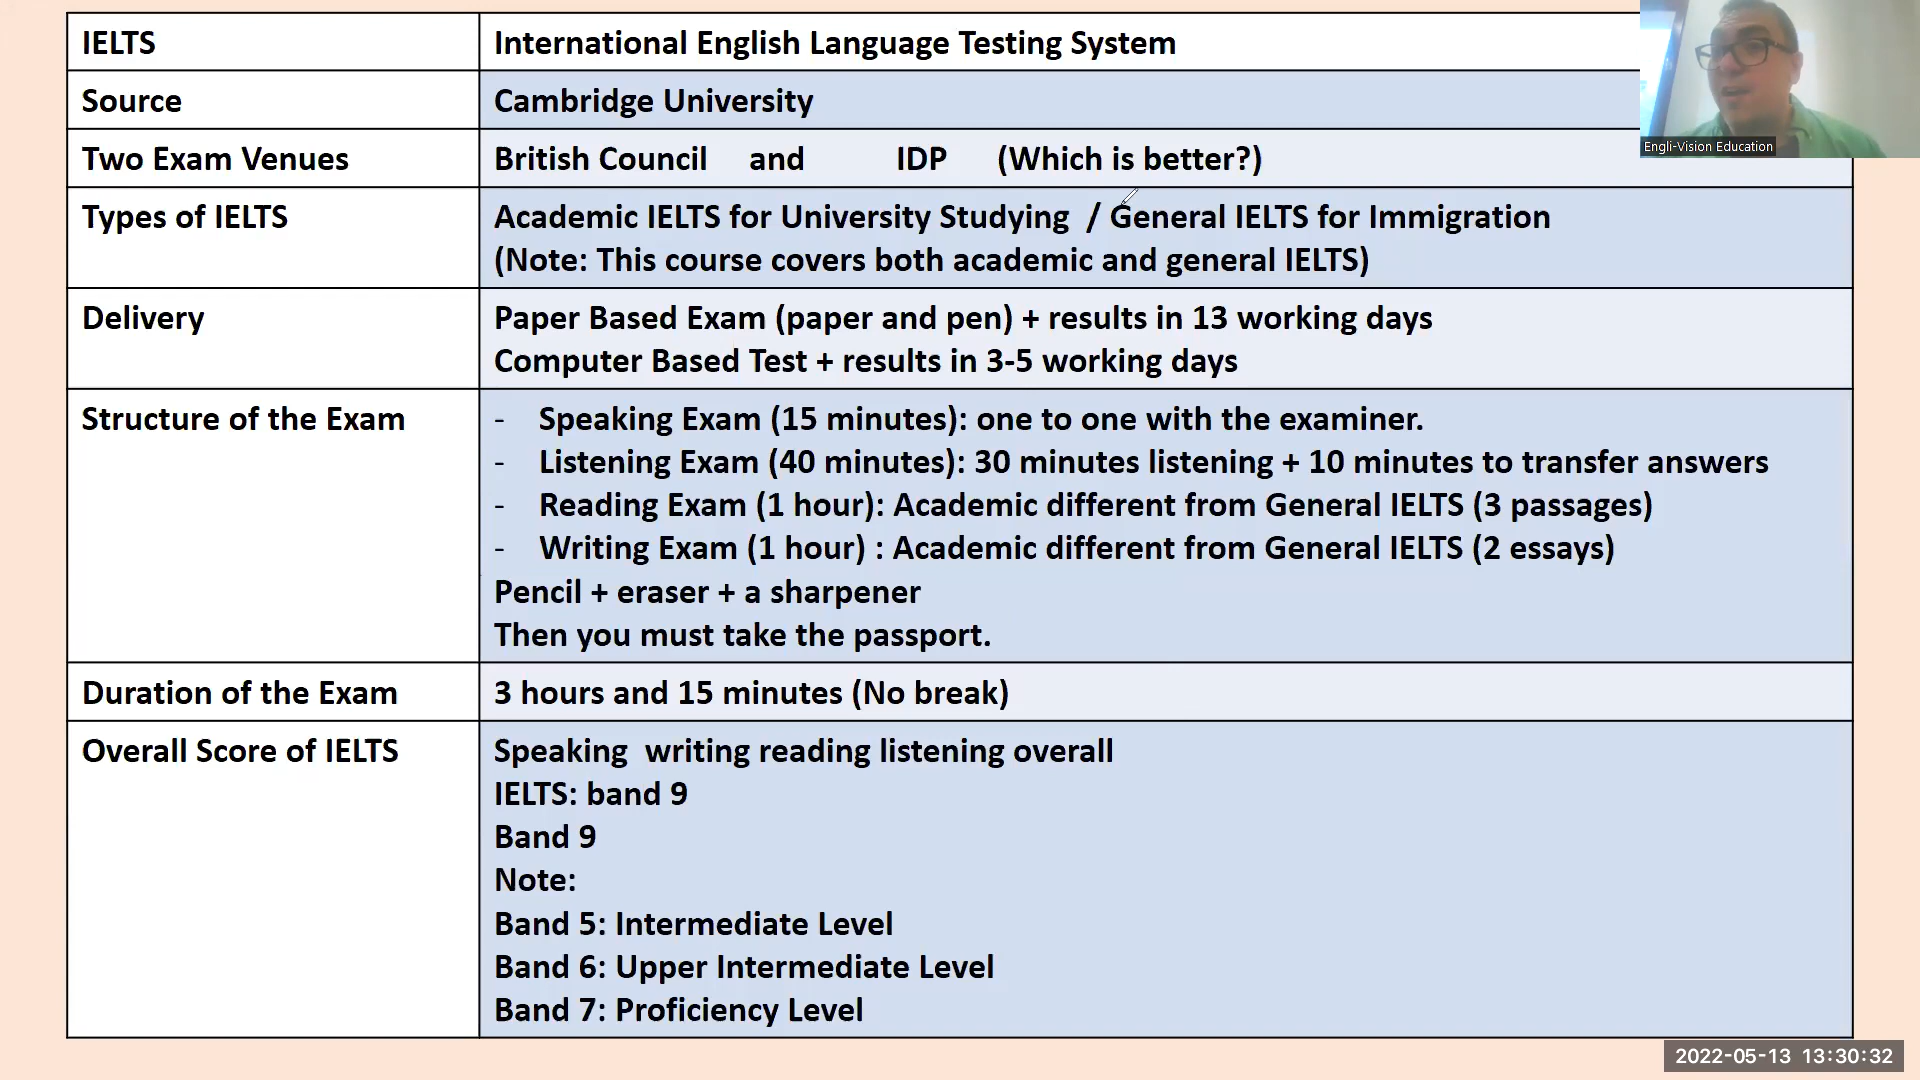 IELTS
International English Language Testing System
Source
Cambridge University
Two Exam Venues
British Council and IDP (Which is better?)
Types of IELTS
Academic IELTS for University Studying / General IELTS for Immigration
(Note: This course covers both academic and general IELTS)
Delivery
Paper Based Exam (paper and pen) + results in 13 working days
Computer Based Test + results in 3-5 working days
Structure of the Exam
- Speaking Exam (15 minutes): one to one with the examiner.
- Listening Exam (40 minutes): 30 minutes listening + 10 minutes to transfer answers
- Reading Exam (1 hour): Academic different from General IELTS (3 passages)
- Writing Exam (1 hour) : Academic different from General IELTS (2 essays)
Pencil + eraser + a sharpener
Then you must take the passport.
Duration of the Exam
3 hours and 15 minutes (No break)
Overall Score of IELTS
Speaking writing reading listening overall
IELTS: band 9
Band 9
Note:
Band 5: Intermediate Level
Band 6: Upper Intermediate Level
Band 7: Proficiency Level
Engli-Vision Education
2022-05-13 13:30:32